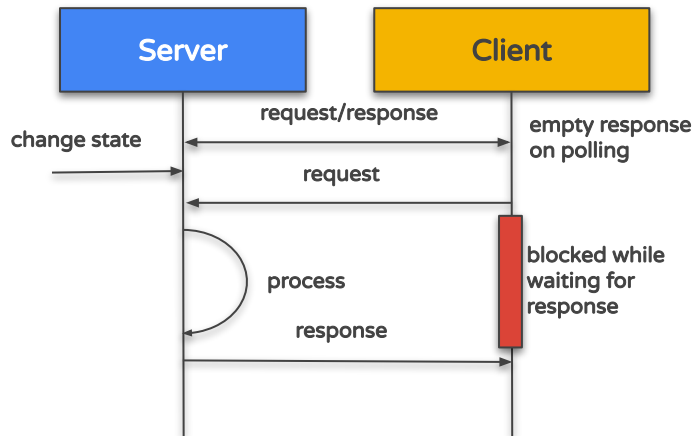 Server
Client
request/response
empty response
on polling
change state
request
blocked while
waiting for
response
process
response